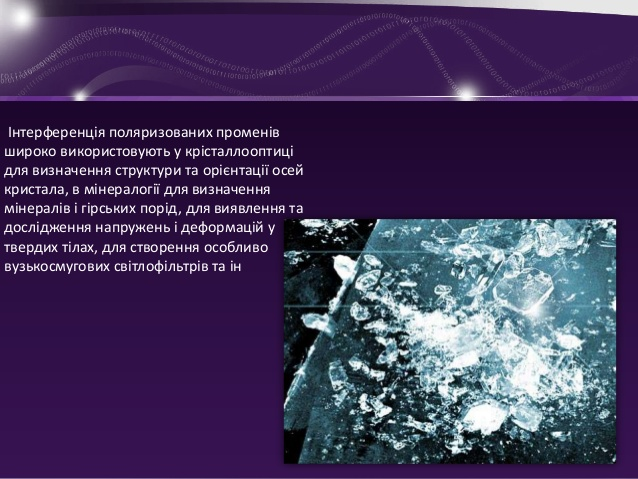 Інтерференція поляризованих променів
широко використовують у крісталлооптиці
для визначення структури та орієнтації осей
кристала, в мінералогії для визначення
мінералів і гірських порід, для виявлення та
дослідження напружень і деформацій у
твердих тілах, для створення особливо
вузькосмугових світлофільтрів та ін